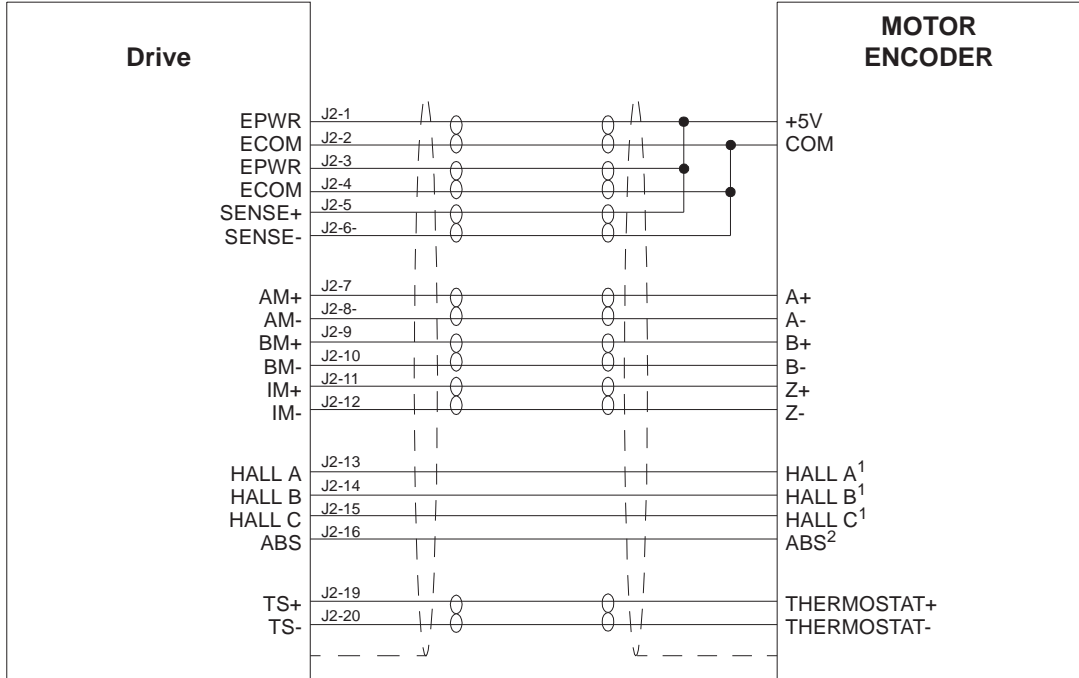 Drive
MOTOR
ENCODER
EPWR J2-1 +5V
ECOM J2-2 COM
EPWR J2-3
ECOM J2-4
SENSE+ J2-5
SENSE- J2-6-
AM+ J2-7 A+
AM- J2-8- A-
BM+ J2-9 B+
BM- J2-10 B-
IM+ J2-11 Z+
IM- J2-12 Z-
HALL A J2-13 HALL A1
HALL B J2-14 HALL B1
HALL C J2-15 HALL C1
ABS J2-16 ABS2
TS+ J2-19 THERMOSTAT+
TS- J2-20 THERMOSTAT-